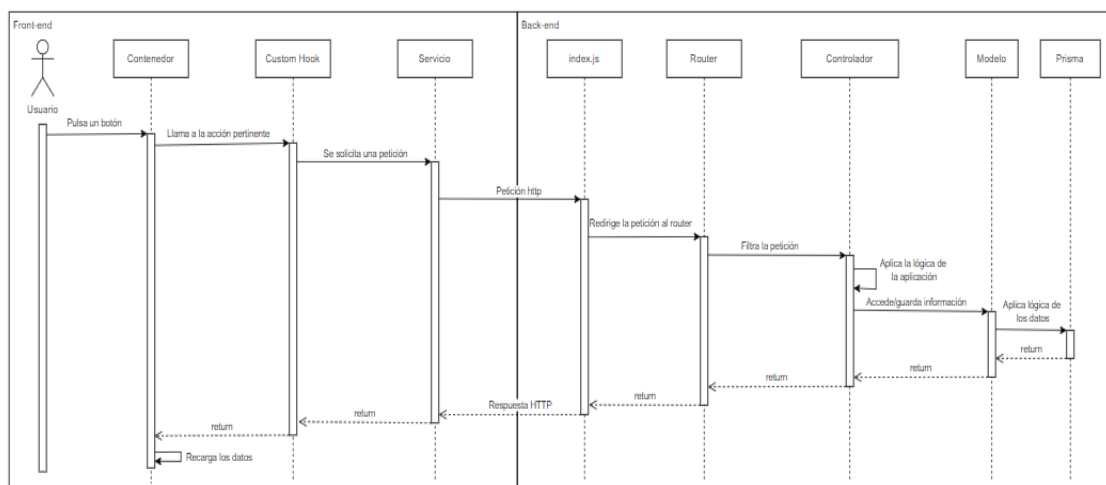 Front-end
Back-end
Contenedor
Custom Hook
Servicio
index.js
Router
Controlador
Modelo
Prisma
Usuario
Pulsa un botón
Llama a la acción pertinente
Se solicita una petición
Petición http
Redirige la petición al router
Filtra la petición
Aplica la lógica de
la aplicación
Accede/guarda información
Aplica lógica de
los datos
return
return
return
return
Respuesta HTTP
return
return
Recarga los datos